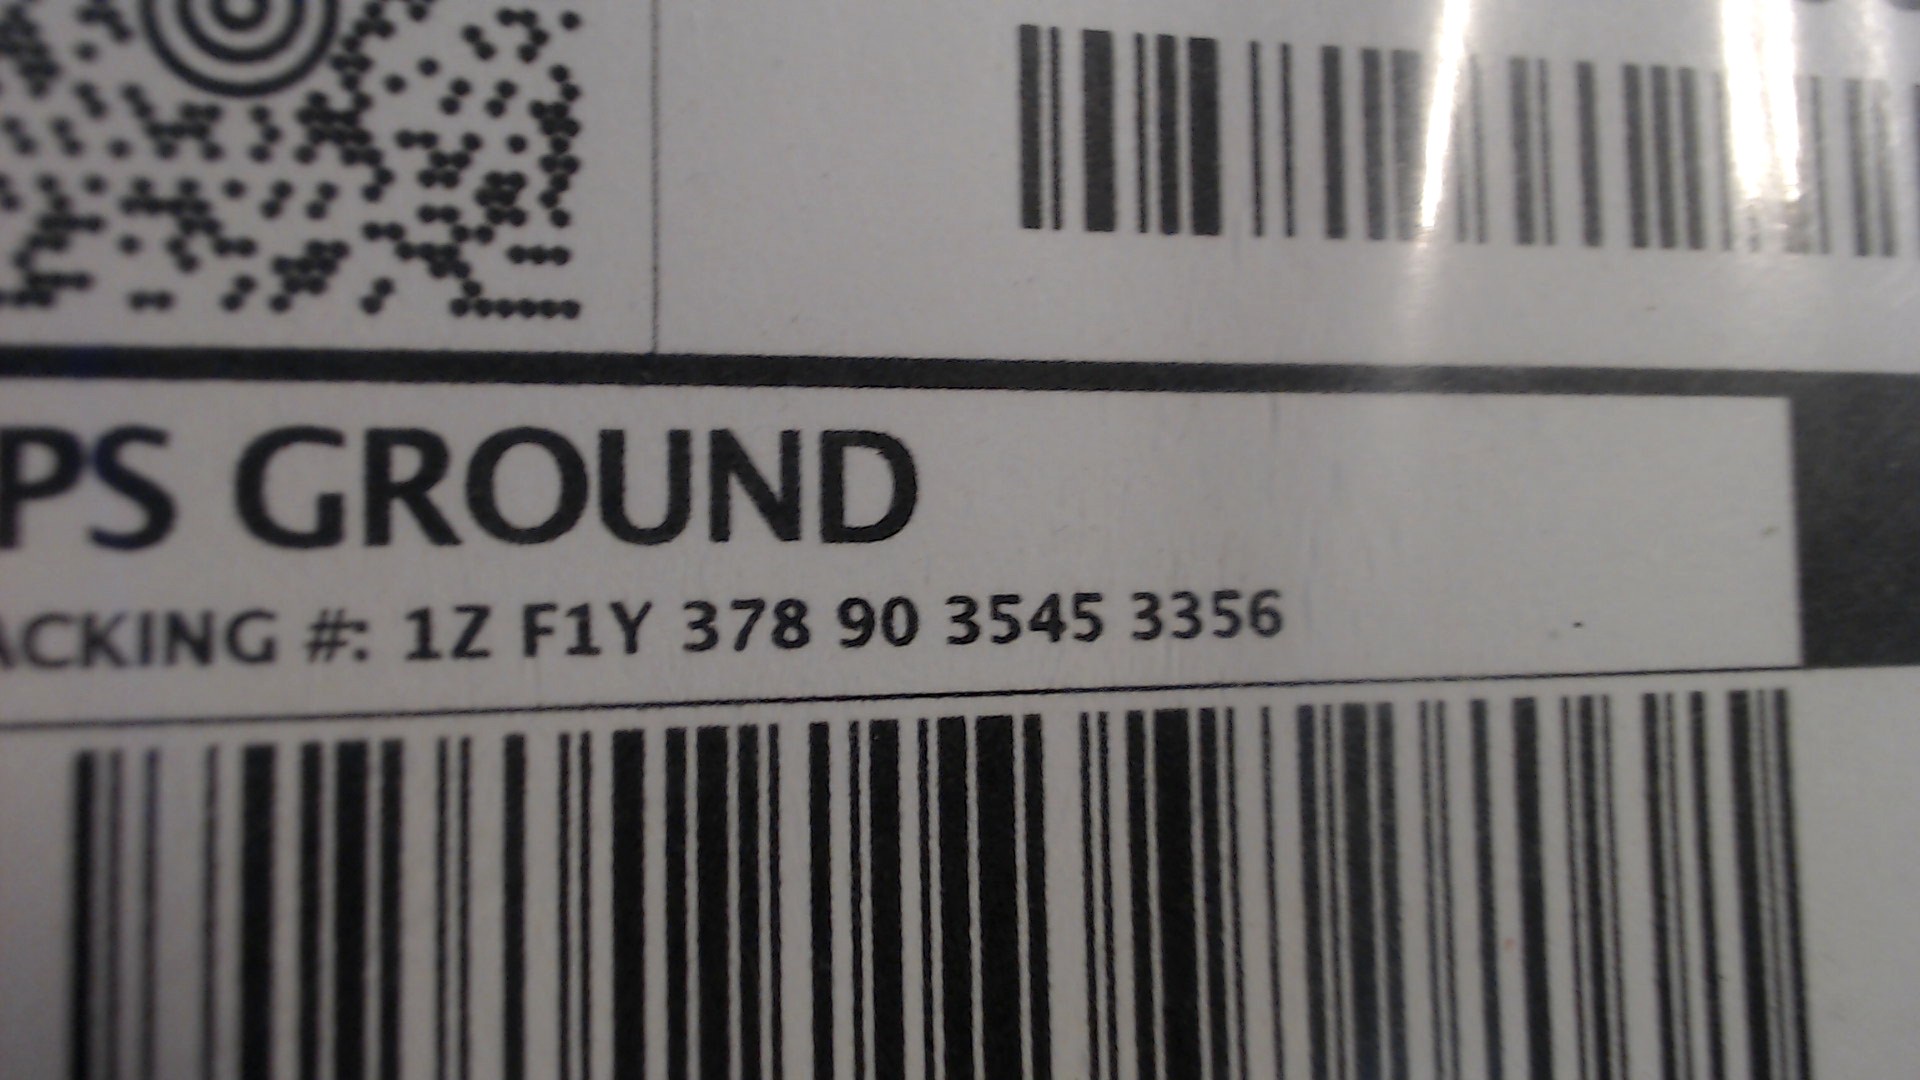 PS GROUND
ACKING #: 1Z F1Y 378 90 3545 3356